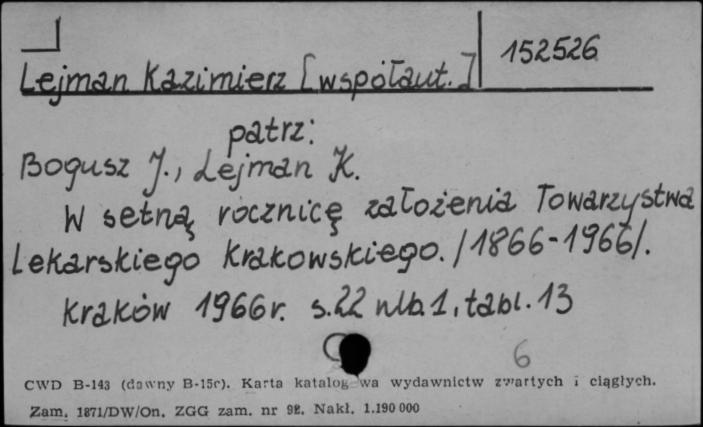 Lejman Kazimierz [współaut.] 152526
patrz:
Bogusz J., Lejman K.
W setną rocznicę założenia Towarzystwa
Lekarskiego Krakowskiego. /1866-1966/.
Kraków 1966r. s.22 nlb.1, tabl.13
6
CWD B-143 (dawny B-15c). Karta katalogowa wydawnictw zwartych i ciągłych.
Zam. 1871/DW/On. ZGG zam. nr 92. Nakł. 1.190 000